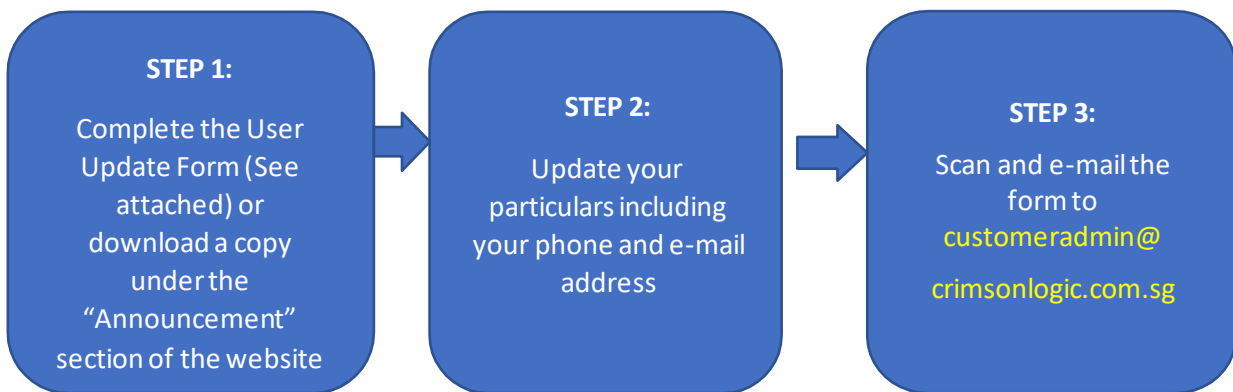 STEP 1:
Complete the User
Update Form (See
attached) or
download a copy
under the
“Announcement”
section of the website
STEP 2:
Update your
particulars including
your phone and e-mail
address
STEP 3:
Scan and e-mail the
form to
customeradmin@
crimsonlogic.com.sg